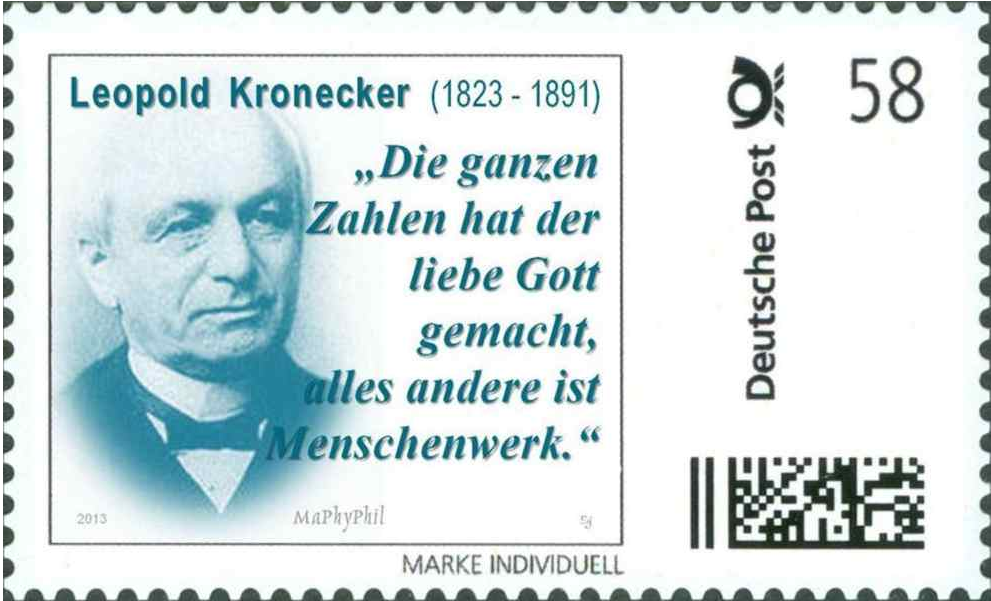 Leopold Kronecker (1823 - 1891)
„Die ganzen
Zahlen hat der
liebe Gott
gemacht,
alles andere ist
Menschenwerk.“
2013 MaPhyPhil
MARKE INDIVIDUELL
Deutsche Post
58